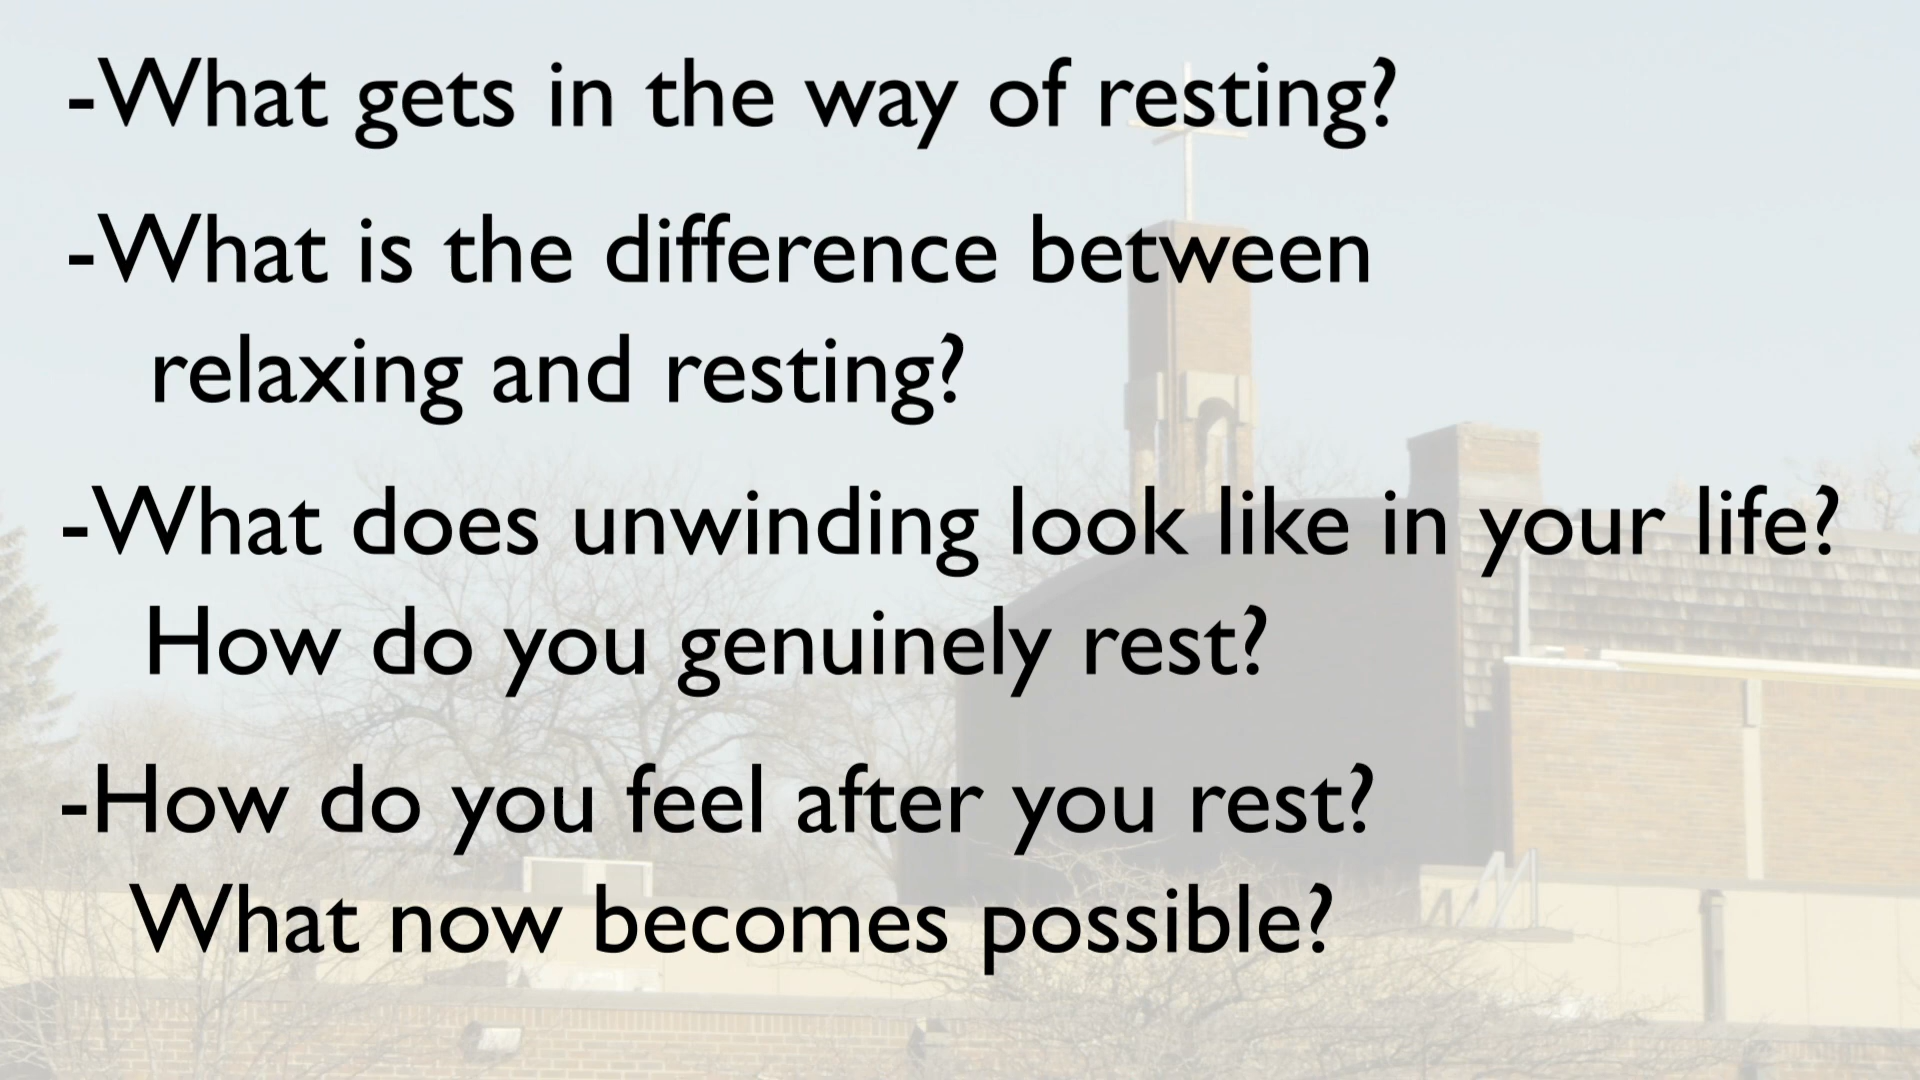 -What gets in the way of resting?
-What is the difference between
relaxing and resting?
-What does unwinding look like in your life?
How do you genuinely rest?
-How do you feel after you rest?
What now becomes possible?